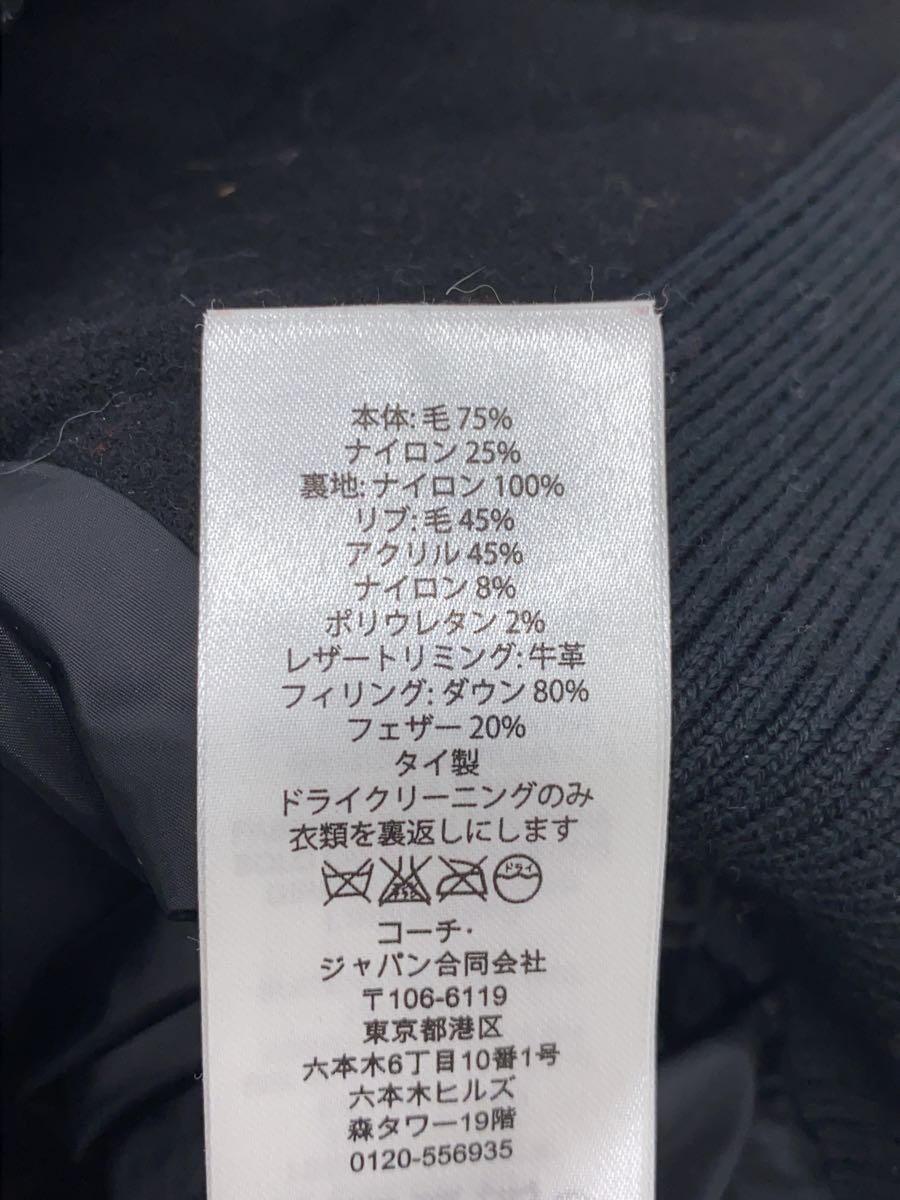 本体: 毛 75%
ナイロン 25%
裏地: ナイロン 100%
リブ: 毛 45%
アクリル 45%
ナイロン 8%
ポリウレタン 2%
レザートリミング: 牛革
フィリング: ダウン 80%
フェザー 20%
タイ製
ドライクリーニングのみ
衣類を裏返しにします
ドライ
コーチ・
ジャパン合同会社
〒106-6119
東京都港区
六本木6丁目10番1号
六本木ヒルズ
森タワー19階
0120-556935